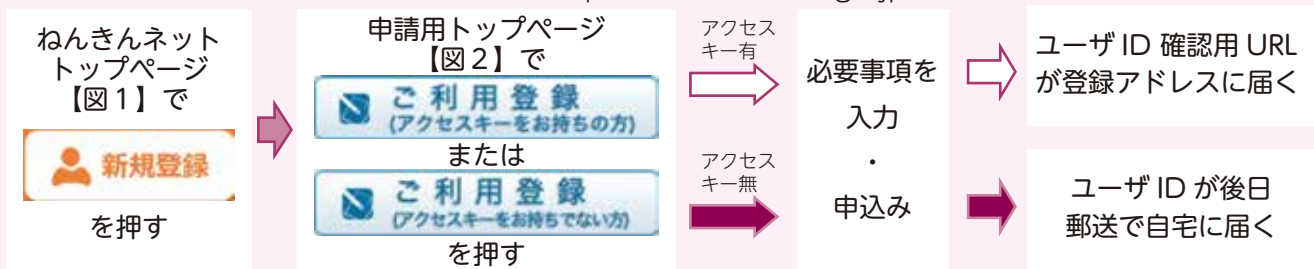 ねんきんネット
トップページ
【図1】で
新規登録
を押す
申請用トップページ
【図2】で
ご利用登録
(アクセスキーをお持ちの方)
または
ご利用登録
(アクセスキーをお持ちでない方)
を押す
アクセス
キー有
アクセス
キー無
必要事項を
入力
・
申込み
ユーザ ID 確認用 URL
が登録アドレスに届く
ユーザ ID が後日
郵送で自宅に届く